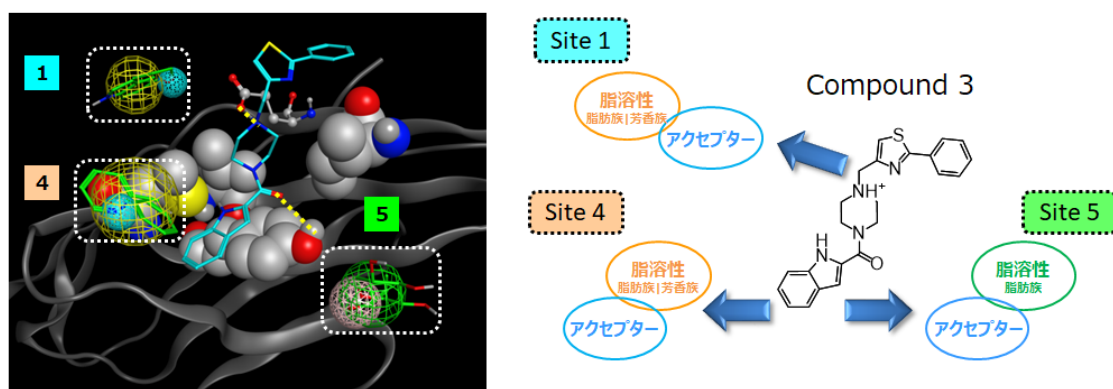 1
4
5
Site 1
脂溶性
脂肪族|芳香族
アクセプター
Compound 3
S
N
NH+
N
H
N
O
Site 4
脂溶性
脂肪族|芳香族
アクセプター
Site 5
脂溶性
脂肪族
アクセプター